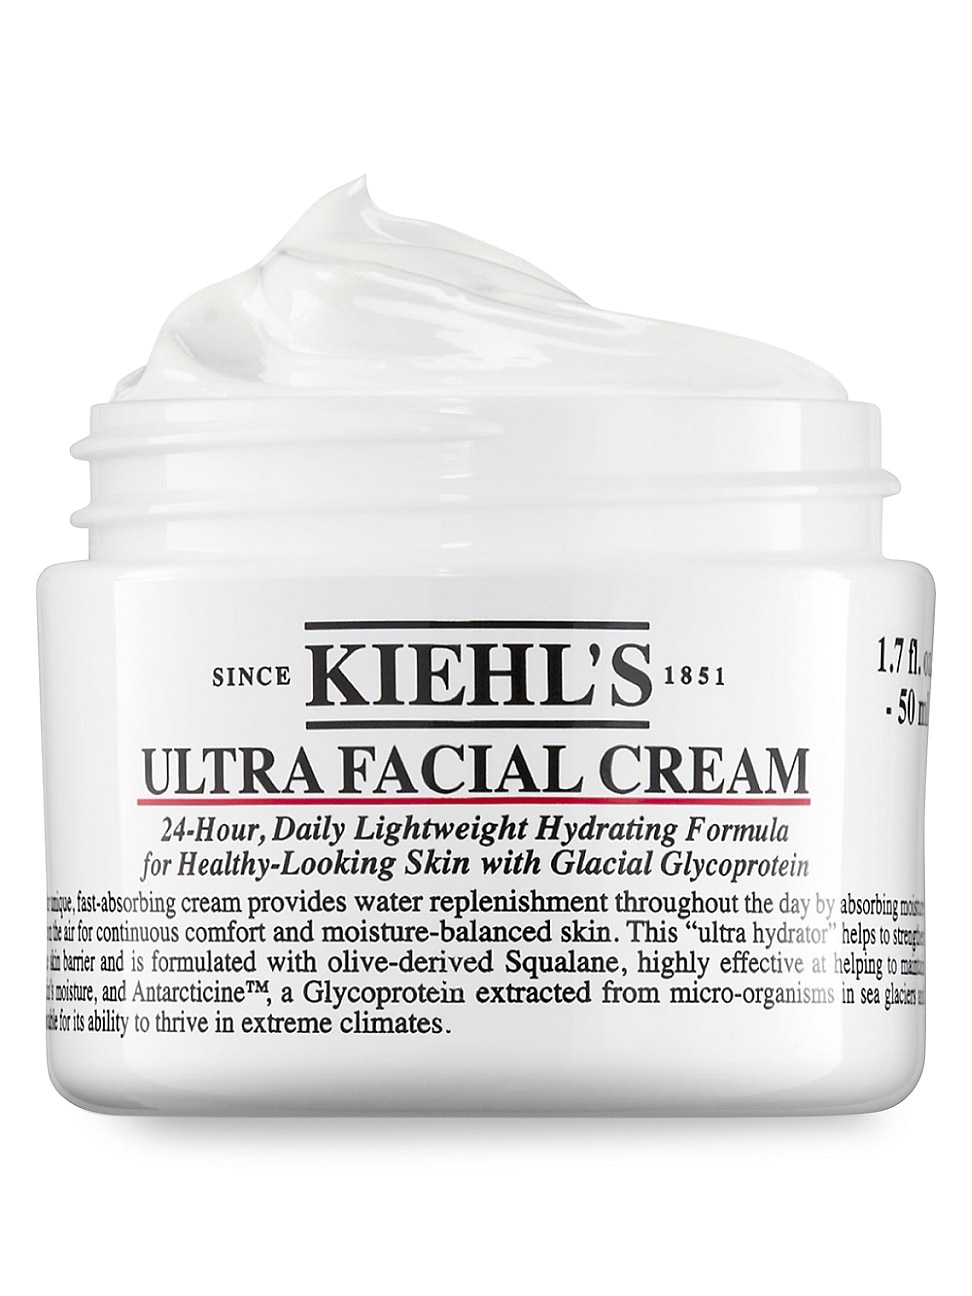 SINCE KIEHL'S 1851
ULTRA FACIAL CREAM
24-Hour, Daily Lightweight Hydrating Formula
for Healthy-Looking Skin with Glacial Glycoprotein
fast-absorbing cream provides water replenishment throughout the day by absorbing
the air for continuous comfort and moisture-balanced skin. This “ultra hydrator” helps to
skin barrier and is formulated with olive-derived Squalane, highly effective at helping to
moisture, and Antarcticine™, a Glycoprotein extracted from micro-organisms in sea glaciers
for its ability to thrive in extreme climates.
1.7 fl. oz
- 50 ml